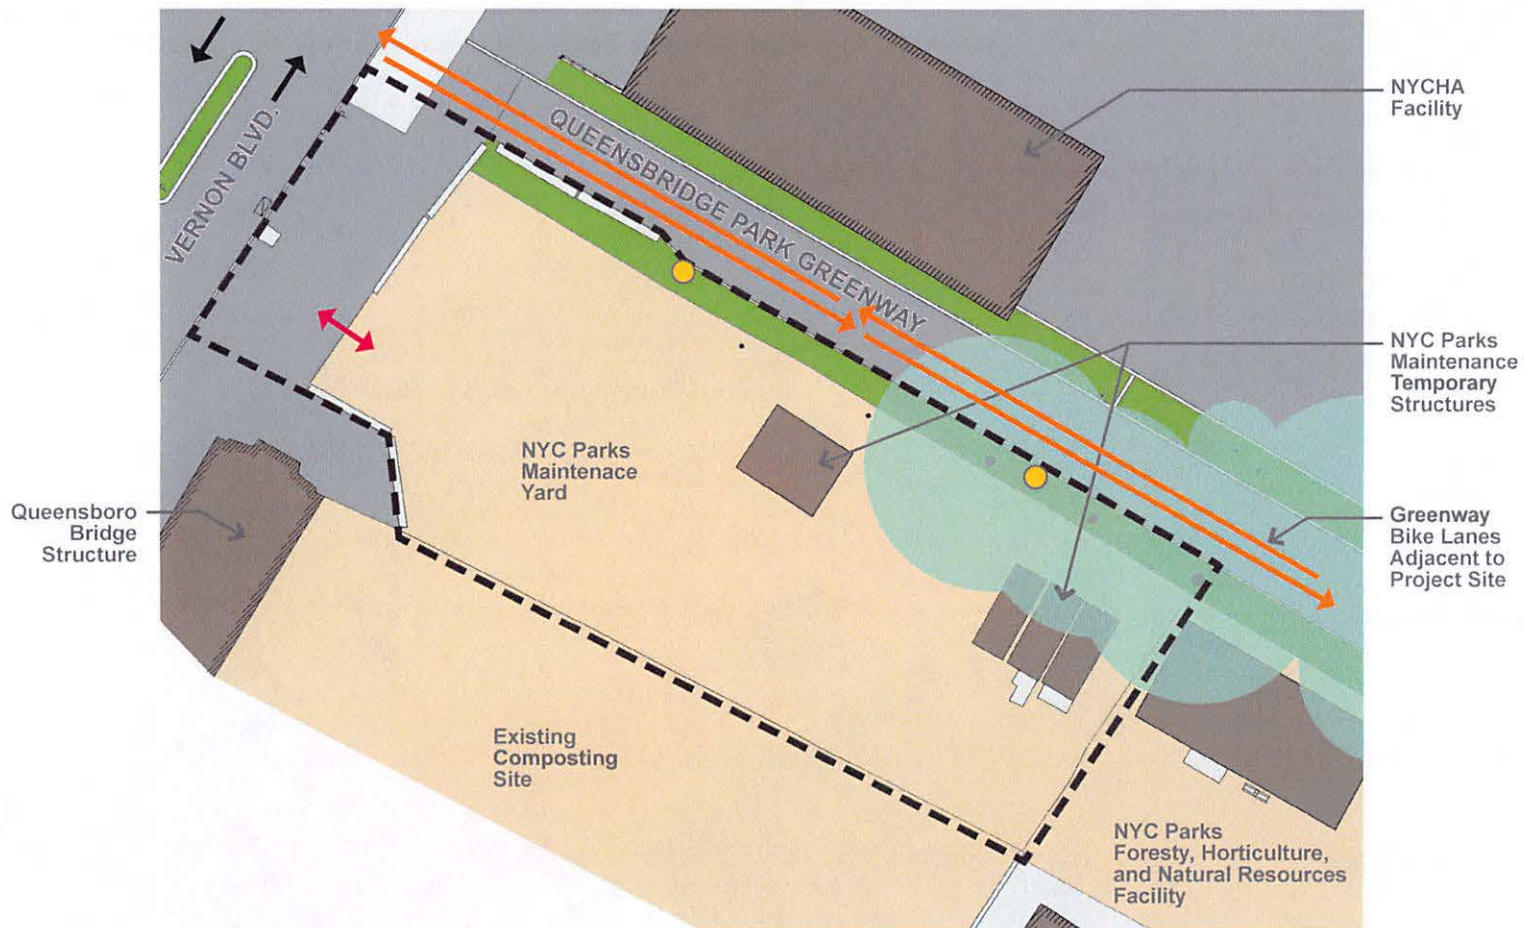 NYCHA
Facility
VERNON BLVD.
QUEENSBRIDGE PARK GREENWAY
NYC Parks
Maintenance
Temporary
Structures
NYC Parks
Maintenace
Yard
Queensboro
Bridge
Structure
Greenway
Bike Lanes
Adjacent to
Project Site
Existing
Composting
Site
NYC Parks
Foresty, Horticulture,
and Natural Resources
Facility